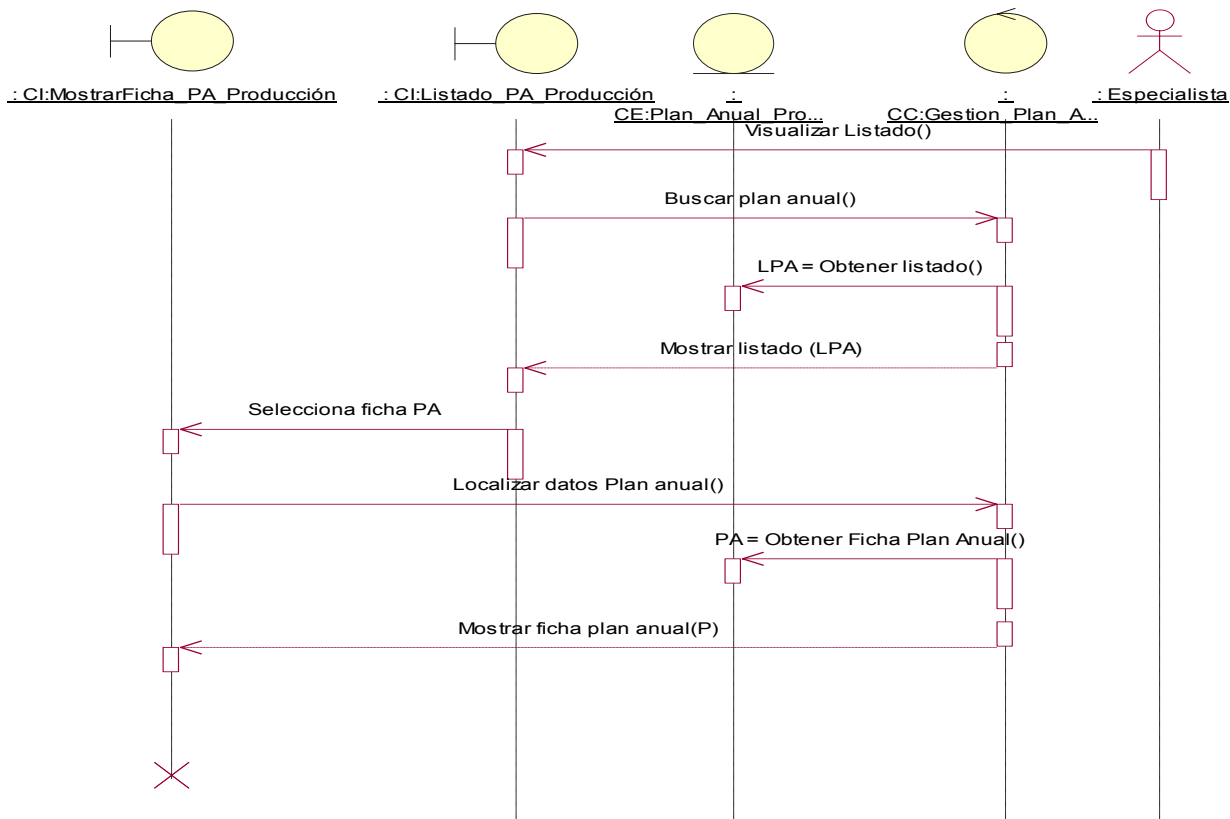 : CI:MostrarFicha_PA_Producción
: CI:Listado_PA_Producción
:
CE:Plan_Anual_Pro...
:
CC:Gestion_Plan_A...
: Especialista
Visualizar Listado()
Buscar plan anual()
LPA = Obtener listado()
Mostrar listado (LPA)
Selecciona ficha PA
Localizar datos Plan anual()
PA = Obtener Ficha Plan Anual()
Mostrar ficha plan anual(P)